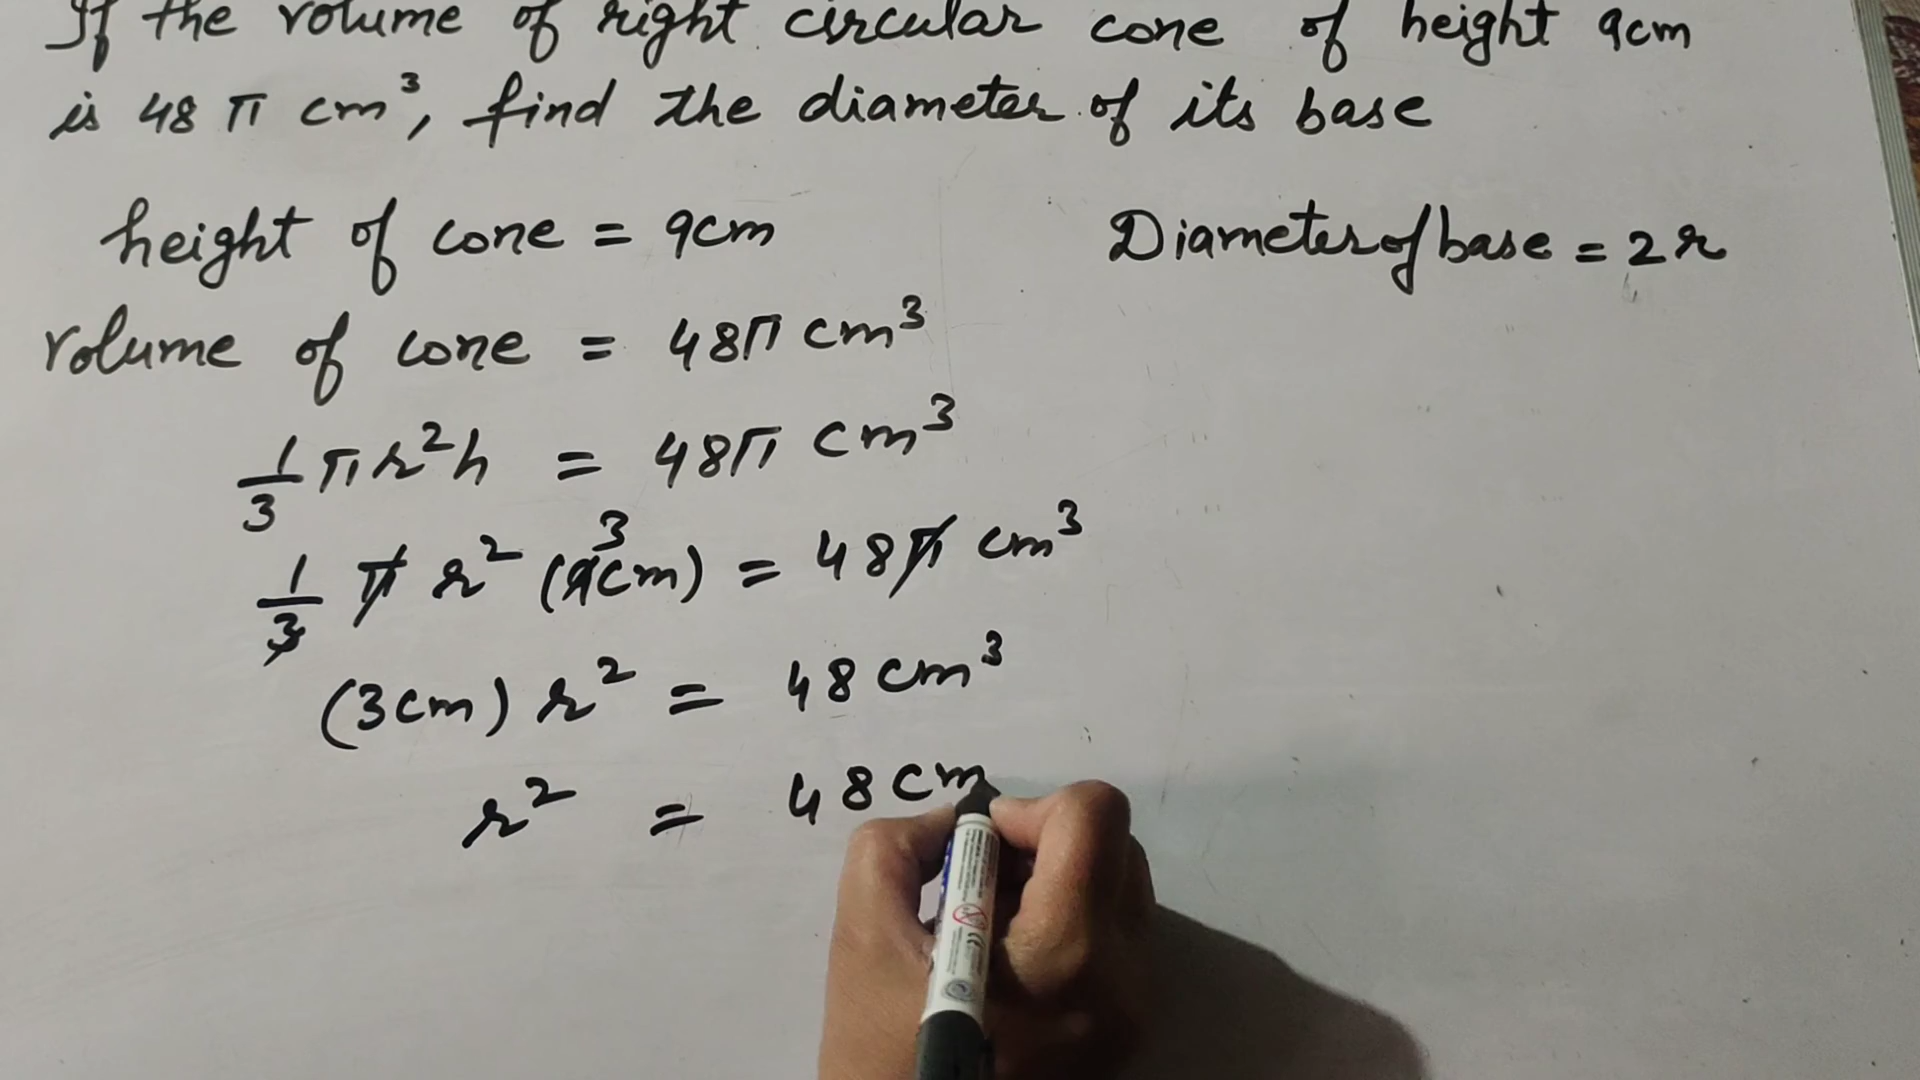 If the volume of right circular cone of height 9cm
is 48 π cm³, find the diameter of its base
height of cone = 9cm
Diameter of base = 2r
volume of cone = 48π cm³
1/3 πr²h = 48π cm³
1/3 π r² (9cm) = 48π cm³
3
(3cm) r² = 48 cm³
r² = 48cm